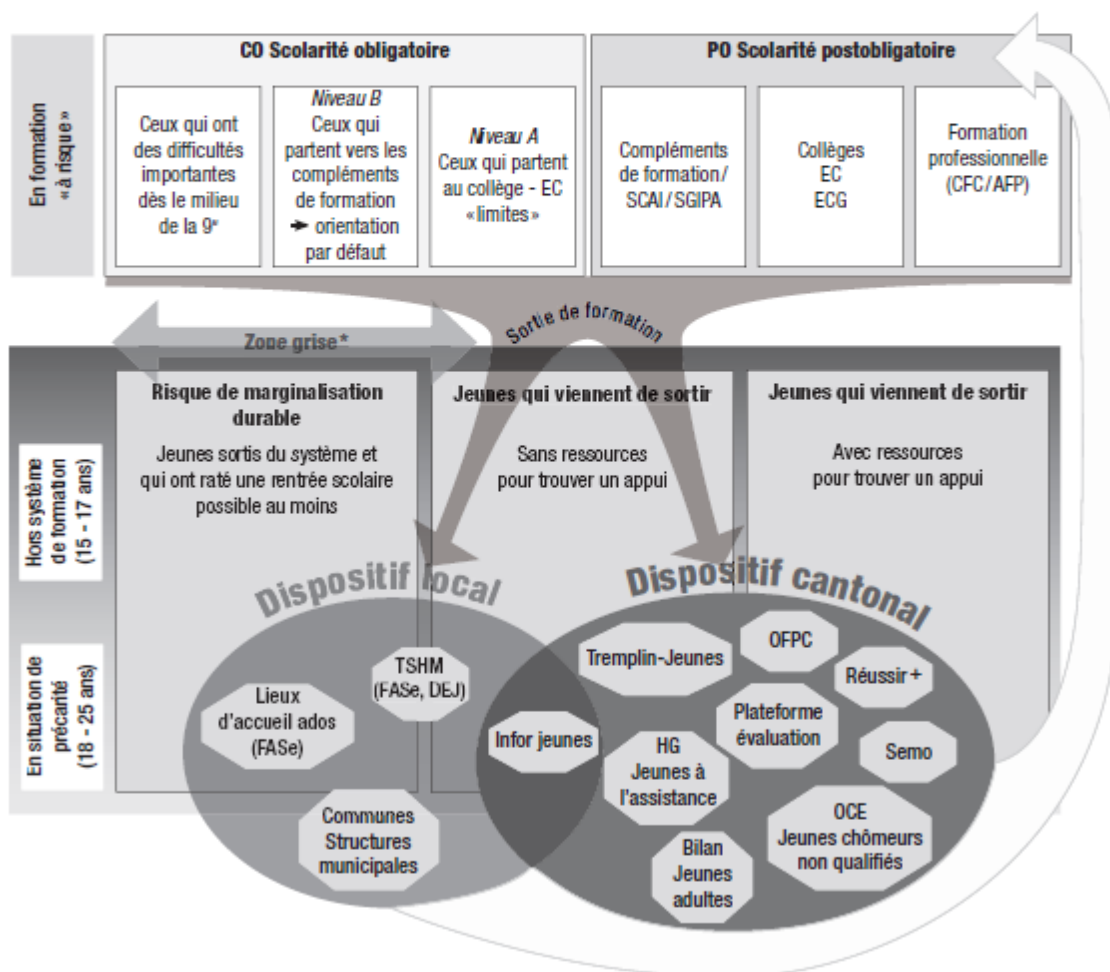 CO Scolarité obligatoire
PO Scolarité postobligatoire
En formation
«à risque»
Ceux qui ont
des difficultés
importantes
dès le milieu
de la 9e
Niveau B
Ceux qui
partent vers les
compléments
de formation
➜ orientation
par défaut
Niveau A
Ceux qui partent
au collège - EC
«limites»
Compléments
de formation/
SCAI/SGIPA
Collèges
EC
ECG
Formation
professionnelle
(CFC/AFP)
Sortie de formation
Zone grise*
Hors système
de formation
(15 - 17 ans)
Risque de marginalisation
durable
Jeunes sortis du système et
qui ont raté une rentrée scolaire
possible au moins
Jeunes qui viennent de sortir
Sans ressources
pour trouver un appui
Jeunes qui viennent de sortir
Avec ressources
pour trouver un appui
En situation de
précarité
(18 - 25 ans)
Dispositif local
Lieux
d'accueil ados
(FASe)
TSHM
(FASe, DEJ)
Communes
Structures
municipales
Infor jeunes
Dispositif cantonal
Tremplin-Jeunes
OFPC
Réussir+
Plateforme
évaluation
Semo
HG
Jeunes à
l'assistance
OCE
Jeunes chômeurs
non qualifiés
Bilan
Jeunes
adultes